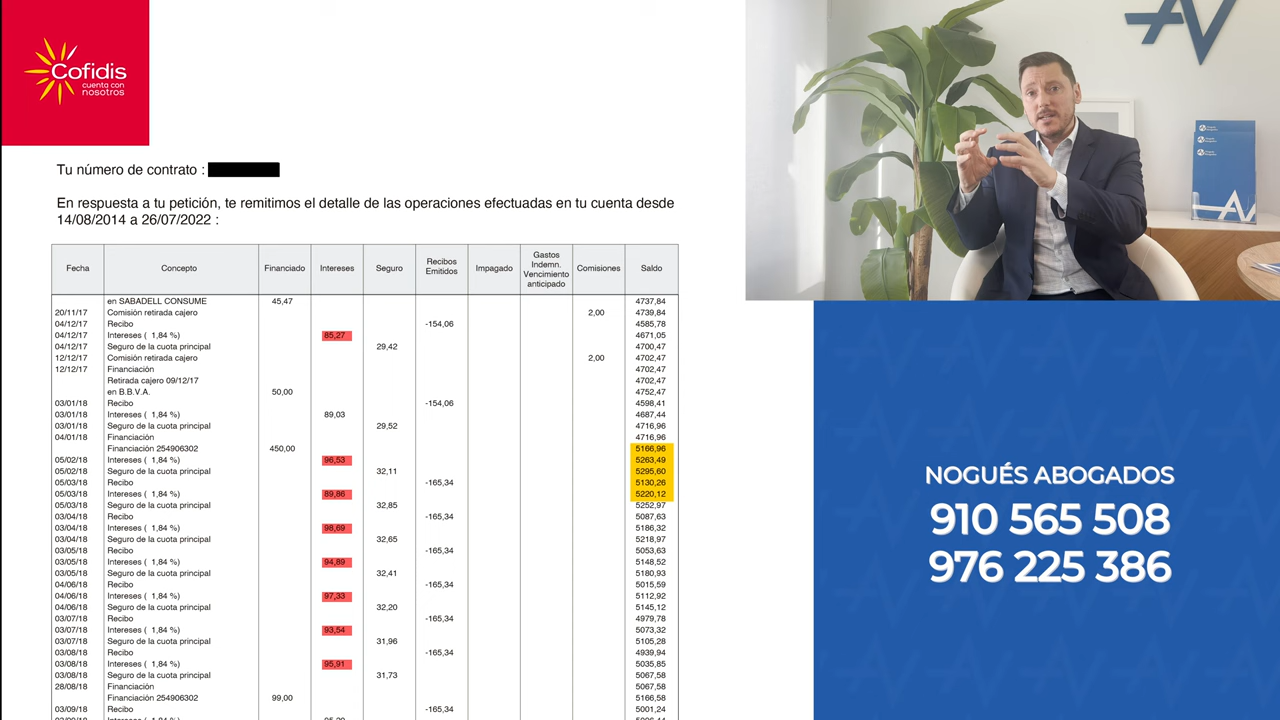 Cofidis
cuenta con
nosotros
Tu número de contrato :
En respuesta a tu petición, te remitimos el detalle de las operaciones efectuadas en tu cuenta desde
14/08/2014 a 26/07/2022 :
Fecha Concepto Financiado Intereses Seguro Recibos Emitidos Impagado Gastos Indemn. Vencimiento anticipado Comisiones Saldo
en SABADELL CONSUME 45,47 4737,84
20/11/17 Comisión retirada cajero 2,00 4739,84
04/12/17 Recibo -154,06 4585,78
04/12/17 Intereses ( 1,84 %) 85,27 4671,05
04/12/17 Seguro de la cuota principal 29,42 4700,47
12/12/17 Comisión retirada cajero 2,00 4702,47
12/12/17 Financiación 4702,47
Retirada cajero 09/12/17 4702,47
en B.B.V.A. 50,00 4752,47
03/01/18 Recibo -154,06 4598,41
03/01/18 Intereses ( 1,84 %) 89,03 4687,44
03/01/18 Seguro de la cuota principal 29,52 4716,96
04/01/18 Financiación 4716,96
Financiación 254906302 450,00 5166,96
05/02/18 Intereses ( 1,84 %) 96,53 5263,49
05/02/18 Seguro de la cuota principal 32,11 5295,60
05/03/18 Recibo -165,34 5130,26
05/03/18 Intereses ( 1,84 %) 89,86 5220,12
05/03/18 Seguro de la cuota principal 32,85 5252,97
03/04/18 Recibo -165,34 5087,63
03/04/18 Intereses ( 1,84 %) 98,69 5186,32
03/04/18 Seguro de la cuota principal 32,65 5218,97
03/05/18 Recibo -165,34 5053,63
03/05/18 Intereses ( 1,84 %) 94,89 5148,52
03/05/18 Seguro de la cuota principal 32,41 5180,93
04/06/18 Recibo -165,34 5015,59
04/06/18 Intereses ( 1,84 %) 97,33 5112,92
04/06/18 Seguro de la cuota principal 32,20 5145,12
03/07/18 Recibo -165,34 4979,78
03/07/18 Intereses ( 1,84 %) 93,54 5073,32
03/07/18 Seguro de la cuota principal 31,96 5105,28
03/08/18 Recibo -165,34 4939,94
03/08/18 Intereses ( 1,84 %) 95,91 5035,85
03/08/18 Seguro de la cuota principal 31,73 5067,58
28/08/18 Financiación 5067,58
Financiación 254906302 99,00 5166,58
03/09/18 Recibo -165,34 5001,24
NOGUÉS ABOGADOS
910 565 508
976 225 386